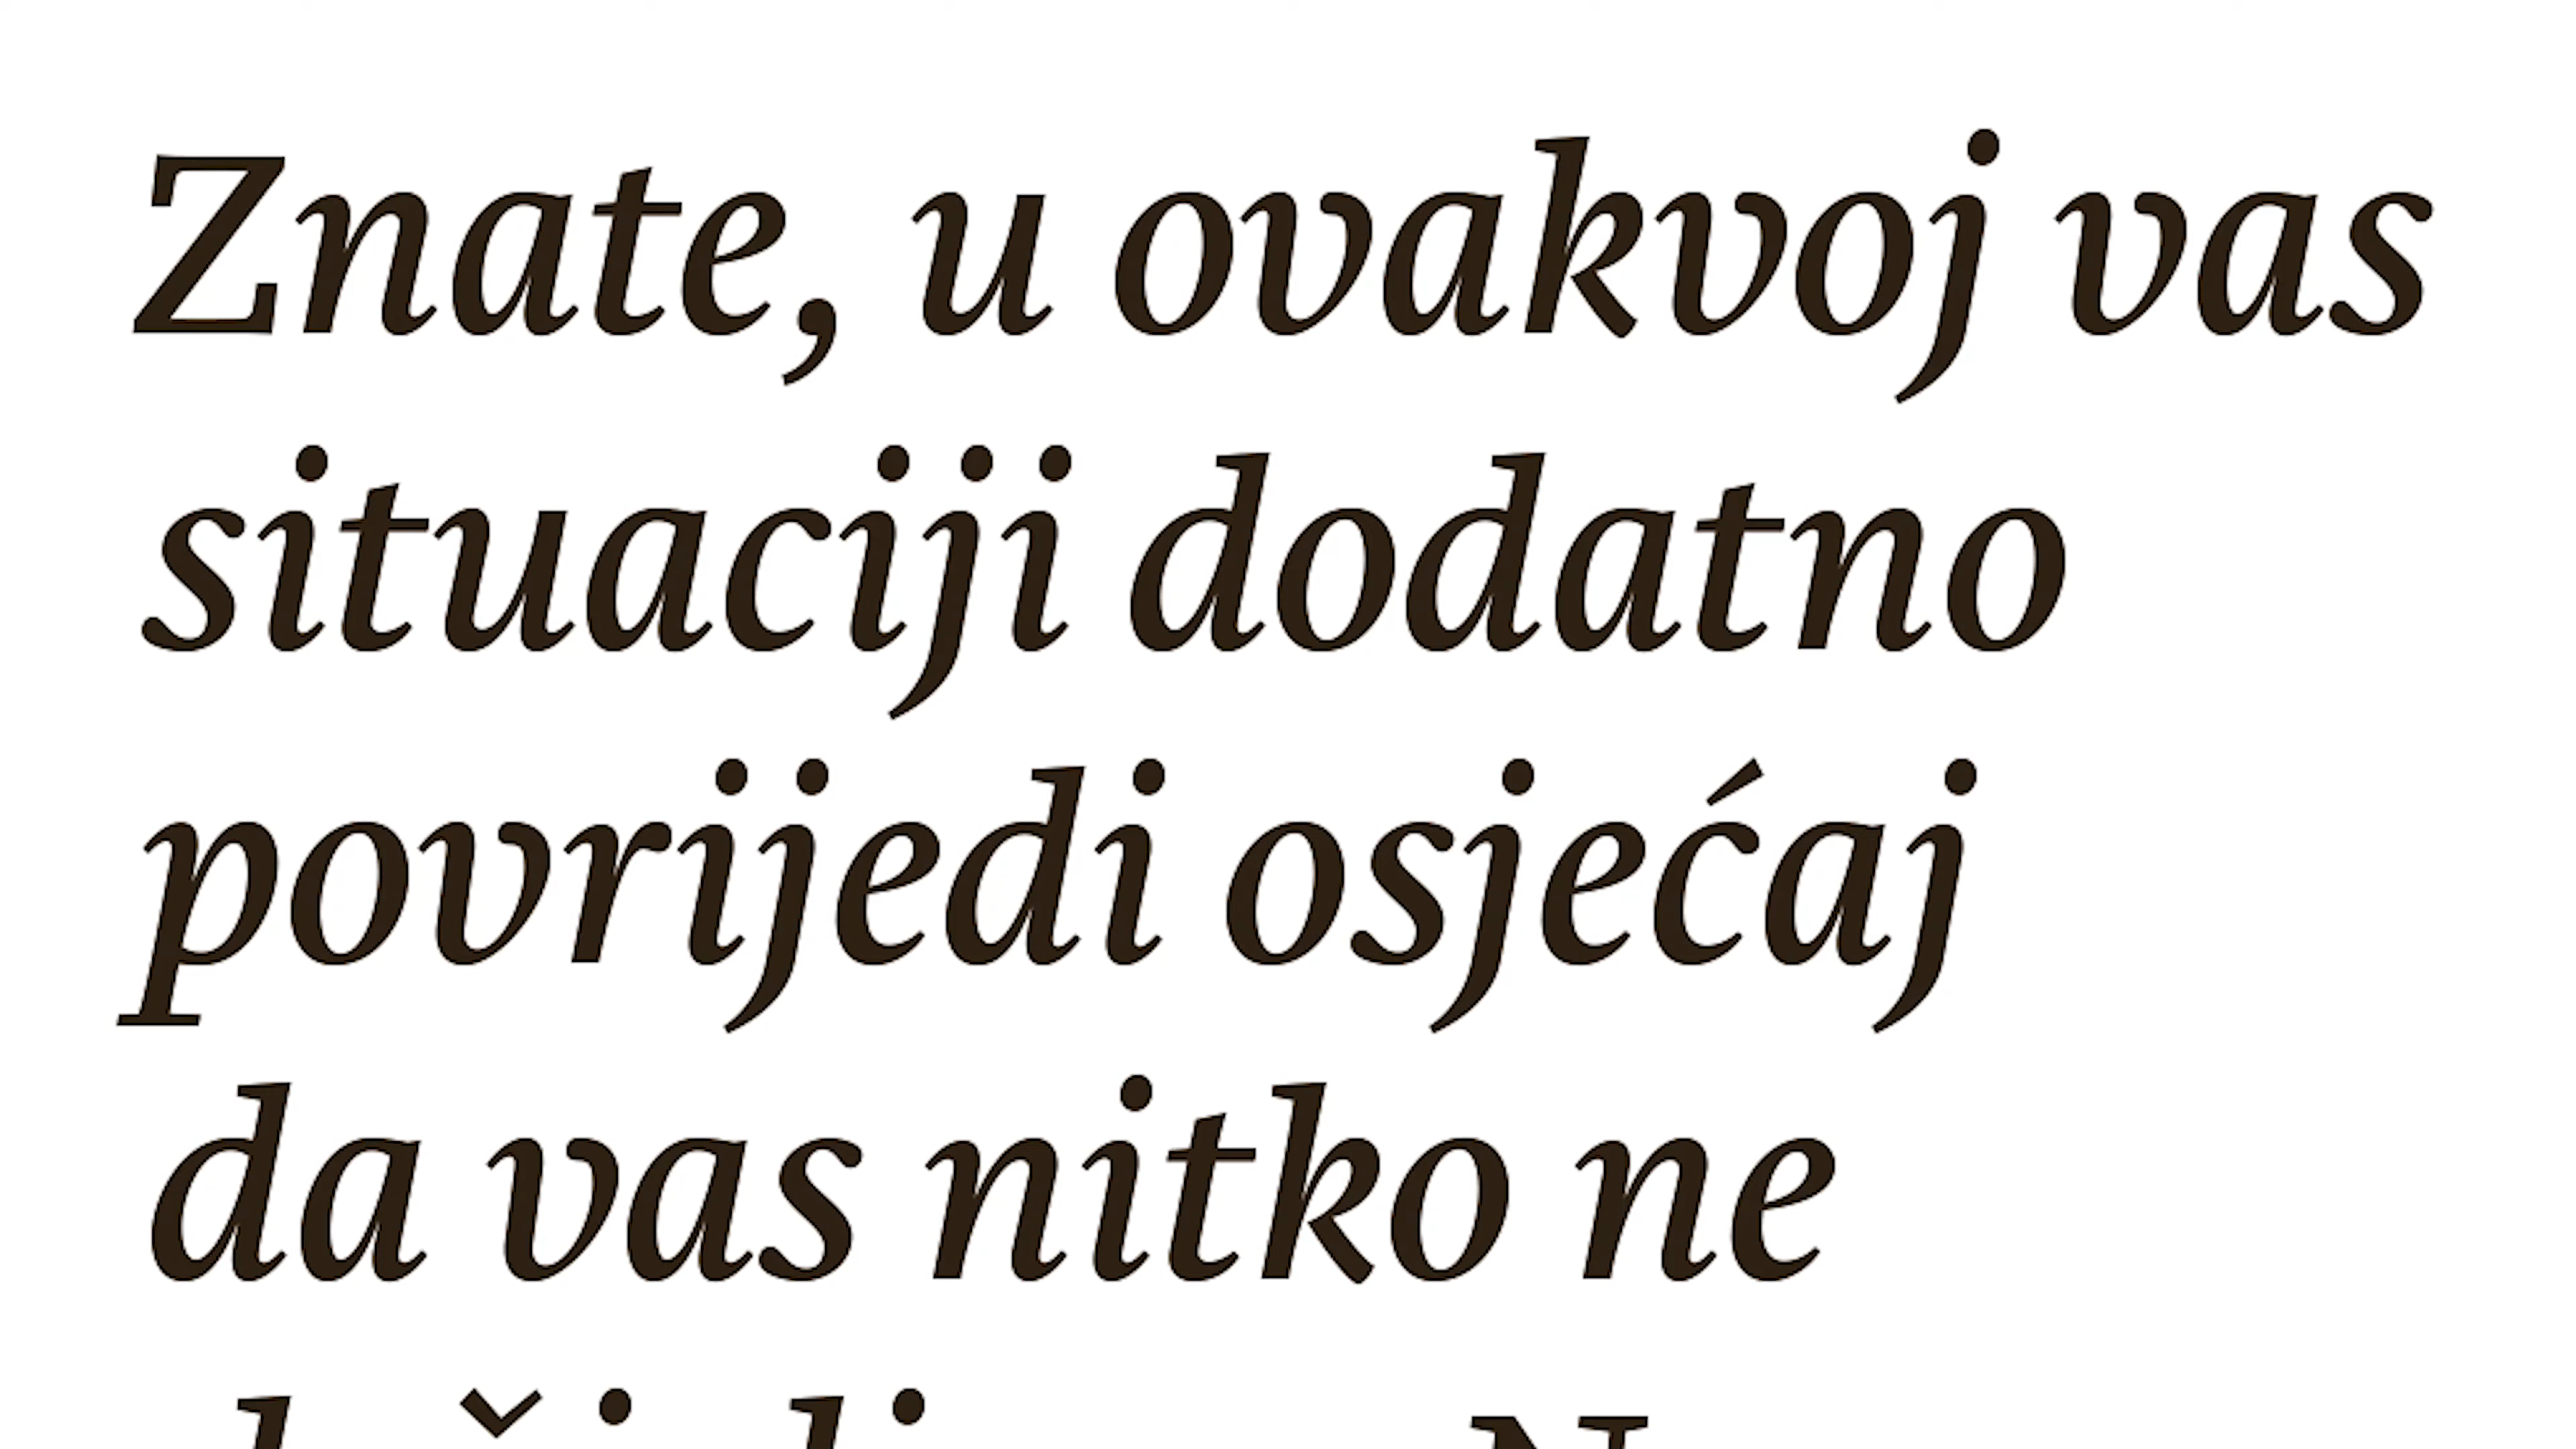 Znate, u ovakvoj vas
situaciji dodatno
povrijedi osjećaj
da vas nitko ne